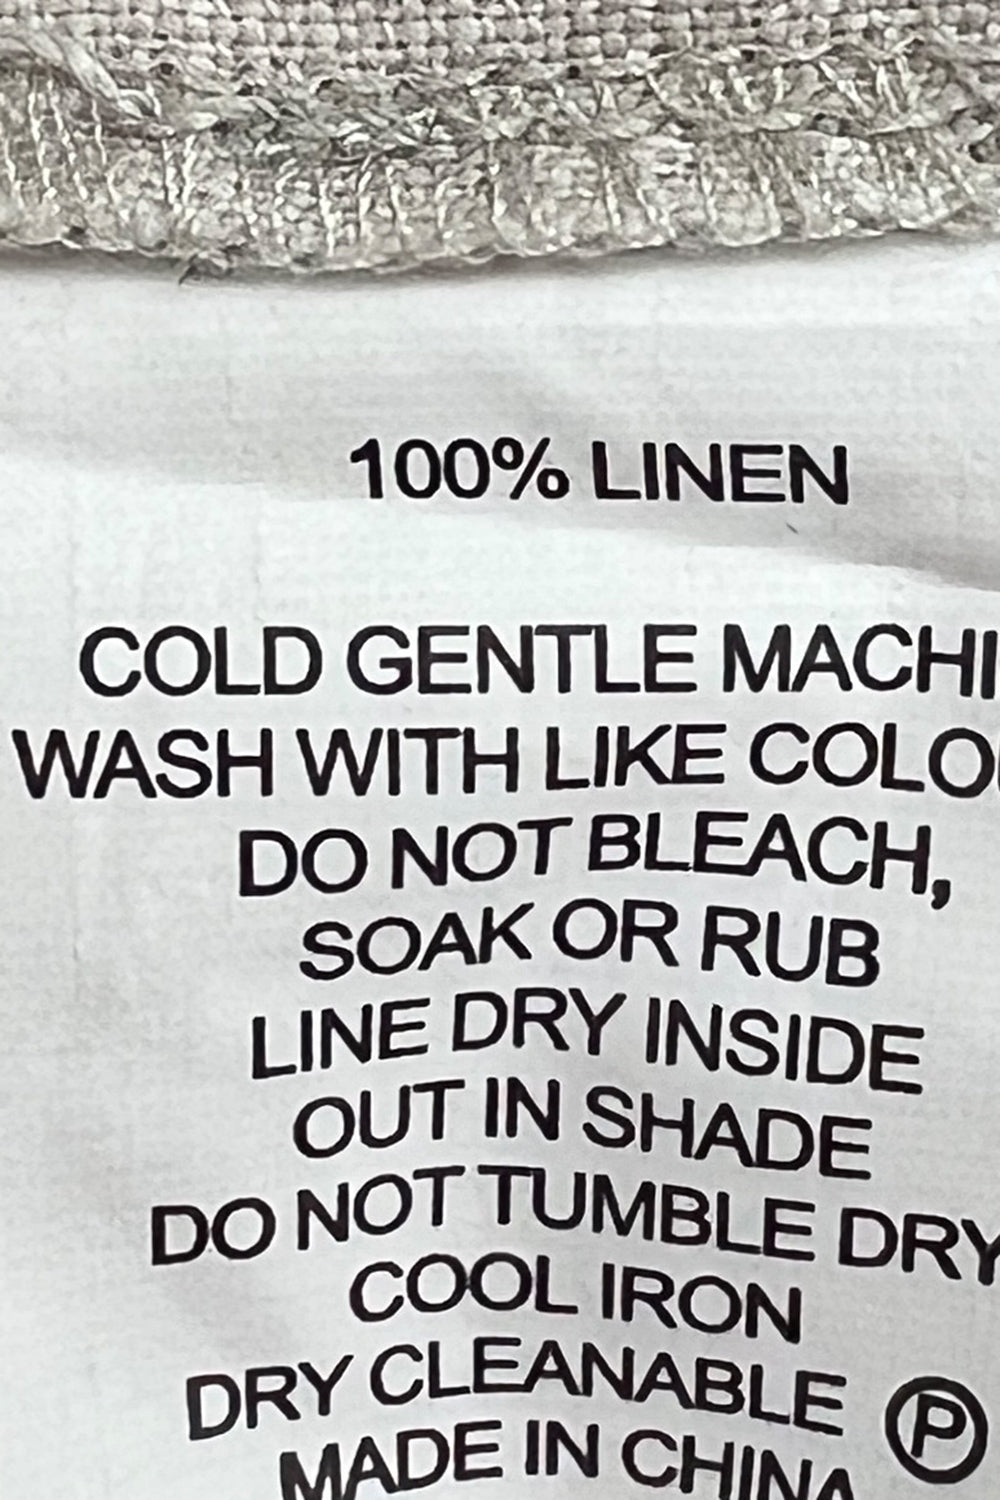 100% LINEN
COLD GENTLE MACHI
WASH WITH LIKE COLO
DO NOT BLEACH,
SOAK OR RUB
LINE DRY INSIDE
OUT IN SHADE
DO NOT TUMBLE DRY
COOL IRON
DRY CLEANABLE Ⓟ
MADE IN CHINA